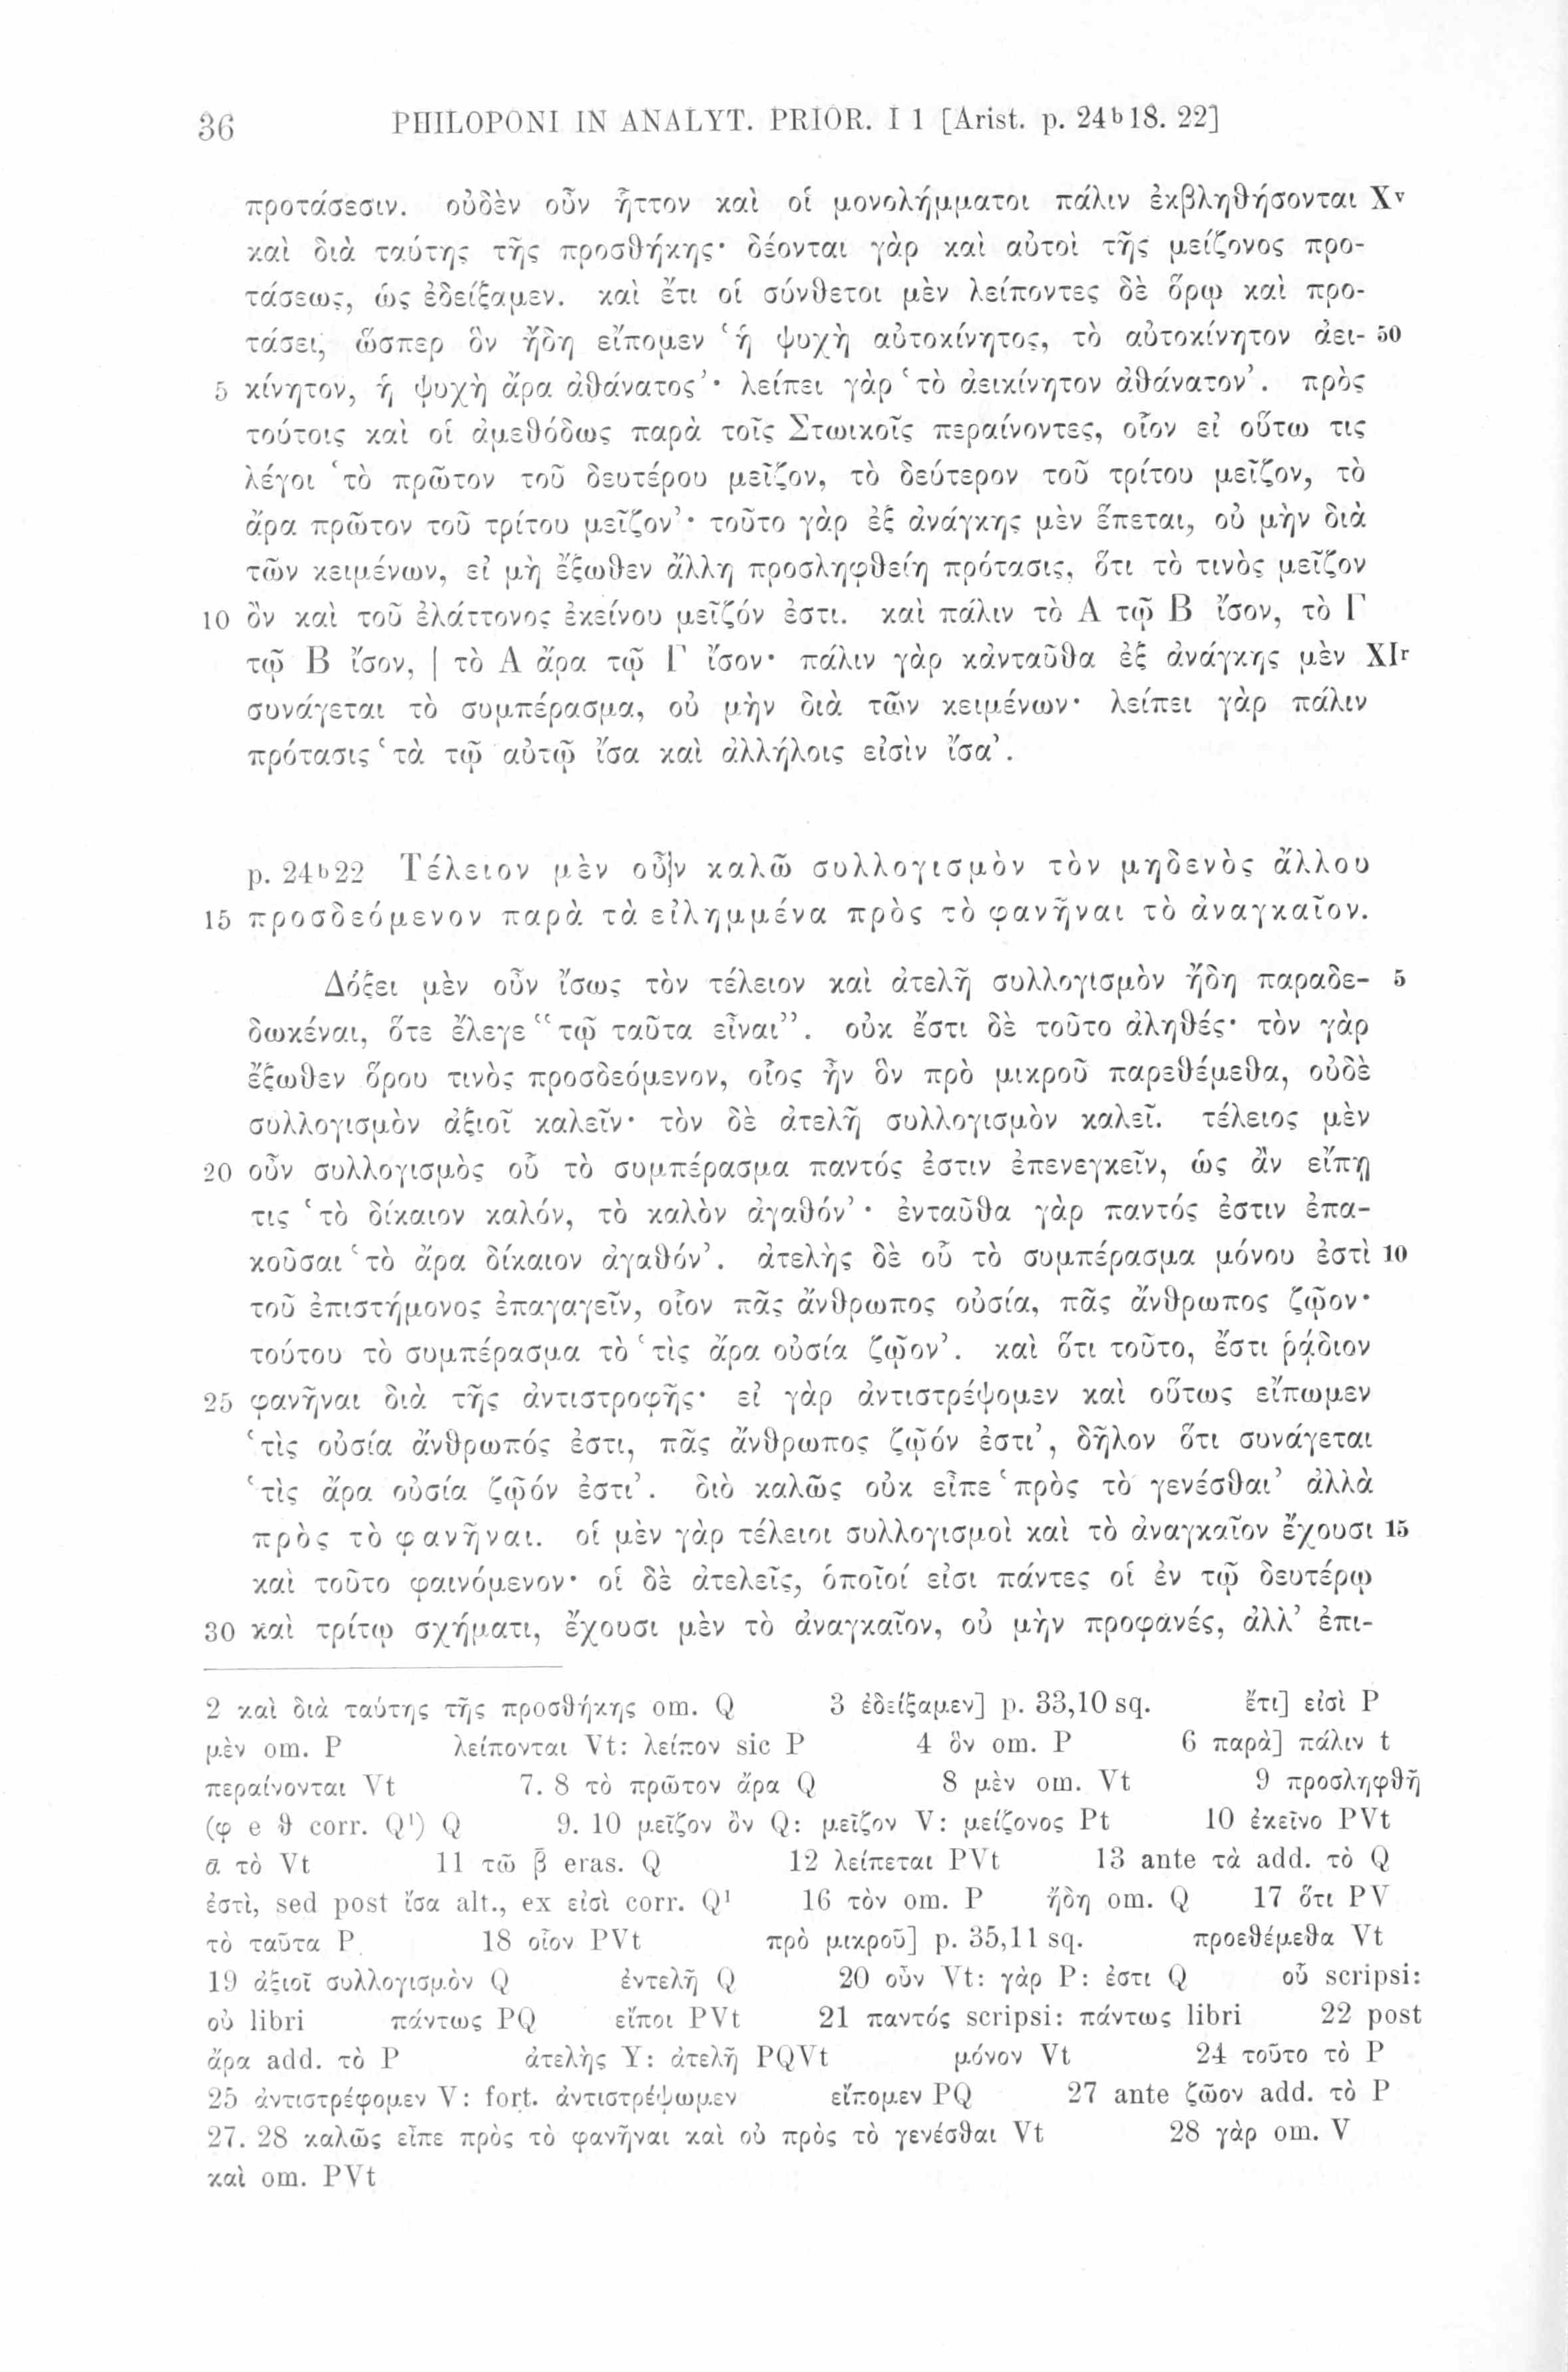 36 PHILOPONI IN ANALYT. PRIOR. I 1 [Arist. p. 24b18. 22]
προτάσεσιν. οὐδὲν οὖν ἧττον καὶ οἱ μονολήμματοι πάλιν ἐκβληθήσονται Xv
καὶ διὰ ταύτης τῆς προσθήκης· δέονται γὰρ καὶ αὐτοὶ τῆς μείζονος προ-
τάσεως, ὡς ἐδείξαμεν. καὶ ἔτι οἱ σύνθετοι μὲν λείποντες δὲ ὅρῳ καὶ προ-
τάσει, ὥσπερ ὃν ἤδη εἴπομεν ‘ἡ ψυχὴ αὐτοκίνητος, τὸ αὐτοκίνητον ἀει- 50
5 κίνητον, ἡ ψυχὴ ἄρα ἀθάνατος’· λείπει γὰρ ‘τὸ ἀεικίνητον ἀθάνατον’. πρὸς
τούτοις καὶ οἱ ἀμεθόδως παρὰ τοῖς Στωικοῖς περαίνοντες, οἷον εἰ οὕτω τις
λέγοι ‘τὸ πρῶτον τοῦ δευτέρου μεῖζον, τὸ δεύτερον τοῦ τρίτου μεῖζον, τὸ
ἄρα πρῶτον τοῦ τρίτου μεῖζον’· τοῦτο γὰρ ἐξ ἀνάγκης μὲν ἕπεται, οὐ μὴν διὰ
τῶν κειμένων, εἰ μὴ ἔξωθεν ἄλλη προσληφθείη πρότασις, ὅτι τὸ τινὸς μεῖζον
10 ὂν καὶ τοῦ ἐλάττονος ἐκείνου μεῖζόν ἐστι. καὶ πάλιν τὸ Α τῷ Β ἴσον, τὸ Γ
τῷ Β ἴσον, | τὸ Α ἄρα τῷ Γ ἴσον· πάλιν γὰρ κἀνταῦθα ἐξ ἀνάγκης μὲν XIr
συνάγεται τὸ συμπέρασμα, οὐ μὴν διὰ τῶν κειμένων· λείπει γὰρ πάλιν
πρότασις ‘τὰ τῷ αὐτῷ ἴσα καὶ ἀλλήλοις εἰσὶν ἴσα’.
p. 24b22 Τέλειον μὲν οὖ|ν καλῶ συλλογισμὸν τὸν μηδενὸς ἄλλου
15 προσδεόμενον παρὰ τὰ εἰλημμένα πρὸς τὸ φανῆναι τὸ ἀναγκαῖον.
Δόξει μὲν οὖν ἴσως τὸν τέλειον καὶ ἀτελῆ συλλογισμὸν ἤδη παραδε- 5
δωκέναι, ὅτε ἔλεγε “τῷ ταῦτα εἶναι”. οὐκ ἔστι δὲ τοῦτο ἀληθές· τὸν γὰρ
ἔξωθεν ὅρου τινὸς προσδεόμενον, οἷος ἦν ὃν πρὸ μικροῦ παρεθέμεθα, οὐδὲ
συλλογισμὸν ἀξιοῖ καλεῖν· τὸν δὲ ἀτελῆ συλλογισμὸν καλεῖ. τέλειος μὲν
20 οὖν συλλογισμὸς οὗ τὸ συμπέρασμα παντός ἐστιν ἐπενεγκεῖν, ὡς ἂν εἴπῃ
τις ‘τὸ δίκαιον καλόν, τὸ καλὸν ἀγαθόν’· ἐνταῦθα γὰρ παντός ἐστιν ἐπα-
κοῦσαι ‘τὸ ἄρα δίκαιον ἀγαθόν’. ἀτελὴς δὲ οὗ τὸ συμπέρασμα μόνου ἐστὶ 10
τοῦ ἐπιστήμονος ἐπαγαγεῖν, οἷον πᾶς ἄνθρωπος οὐσία, πᾶς ἄνθρωπος ζῷον·
τούτου τὸ συμπέρασμα τὸ ‘τὶς ἄρα οὐσία ζῷον’. καὶ ὅτι τοῦτο, ἔστι ῥᾴδιον
25 φανῆναι διὰ τῆς ἀντιστροφῆς· εἰ γὰρ ἀντιστρέψομεν καὶ οὕτως εἴπωμεν
‘τὶς οὐσία ἄνθρωπός ἐστι, πᾶς ἄνθρωπος ζῷόν ἐστι’, δῆλον ὅτι συνάγεται
‘τὶς ἄρα οὐσία ζῷόν ἐστι’. διὸ καλῶς οὐκ εἶπε ‘πρὸς τὸ γενέσθαι’ ἀλλὰ
πρὸς τὸ φανῆναι. οἱ μὲν γὰρ τέλειοι συλλογισμοὶ καὶ τὸ ἀναγκαῖον ἔχουσι 15
καὶ τοῦτο φαινόμενον· οἱ δὲ ἀτελεῖς, ὁποῖοί εἰσι πάντες οἱ ἐν τῷ δευτέρῳ
30 καὶ τρίτῳ σχήματι, ἔχουσι μὲν τὸ ἀναγκαῖον, οὐ μὴν προφανές, ἀλλ’ ἐπι-
2 καὶ διὰ ταύτης τῆς προσθήκης om. Q 3 ἐδείξαμεν] p. 33,10 sq. ἔτι] εἰσὶ P
μὲν om. P λείπονται Vt: λείπον sic P 4 ὃν om. P 6 παρὰ] πάλιν t
περαίνονται Vt 7. 8 τὸ πρῶτον ἄρα Q 8 μὲν om. Vt 9 προσληφθῆ
(φ e θ corr. Q1) Q 9. 10 μεῖζον ὂν Q: μεῖζον V: μείζονος Pt 10 ἐκεῖνο PVt
ᾱ τὸ Vt 11 τῶ β̄ eras. Q 12 λείπεται PVt 13 ante τὰ add. τὸ Q
ἐστὶ, sed post ἴσα alt., ex εἰσὶ corr. Q1 16 τὸν om. P ἤδη om. Q 17 ὅτι PV
τὸ ταῦτα P 18 οἷον PVt πρὸ μικροῦ] p. 35,11 sq. προεθέμεθα Vt
19 ἀξιοῖ συλλογισμὸν Q ἐντελῆ Q 20 οὖν Vt: γὰρ P: ἐστι Q οὗ scripsi:
οὐ libri πάντως PQ εἴποι PVt 21 παντός scripsi: πάντως libri 22 post
ἄρα add. τὸ P ἀτελὴς Y: ἀτελῆ PQVt μόνον Vt 24 τοῦτο τὸ P
25 ἀντιστρέφομεν V: fort. ἀντιστρέψωμεν εἴπομεν PQ 27 ante ζῶον add. τὸ P
27. 28 καλῶς εἶπε πρὸς τὸ φανῆναι καὶ οὐ πρὸς τὸ γενέσθαι Vt 28 γὰρ om. V
καὶ om. PVt